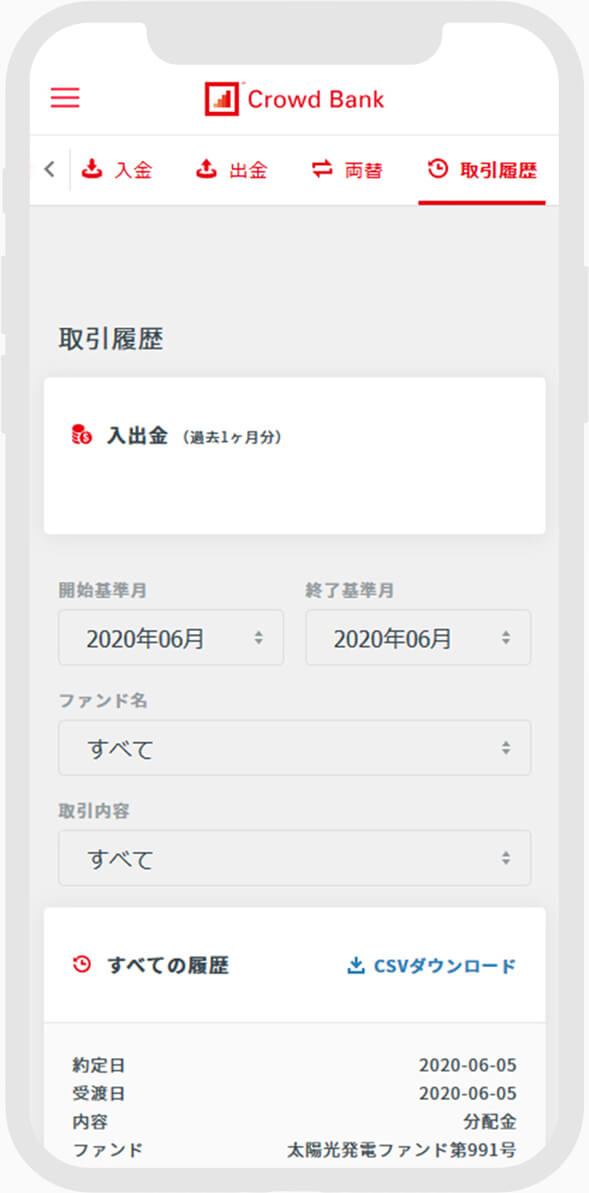 Crowd Bank
入金 出金 両替 取引履歴
取引履歴
入出金 (過去1ヶ月分)
開始基準月 終了基準月
2020年06月 2020年06月
ファンド名
すべて
取引内容
すべて
すべての履歴 CSVダウンロード
約定日 2020-06-05
受渡日 2020-06-05
内容 分配金
ファンド 太陽光発電ファンド第991号